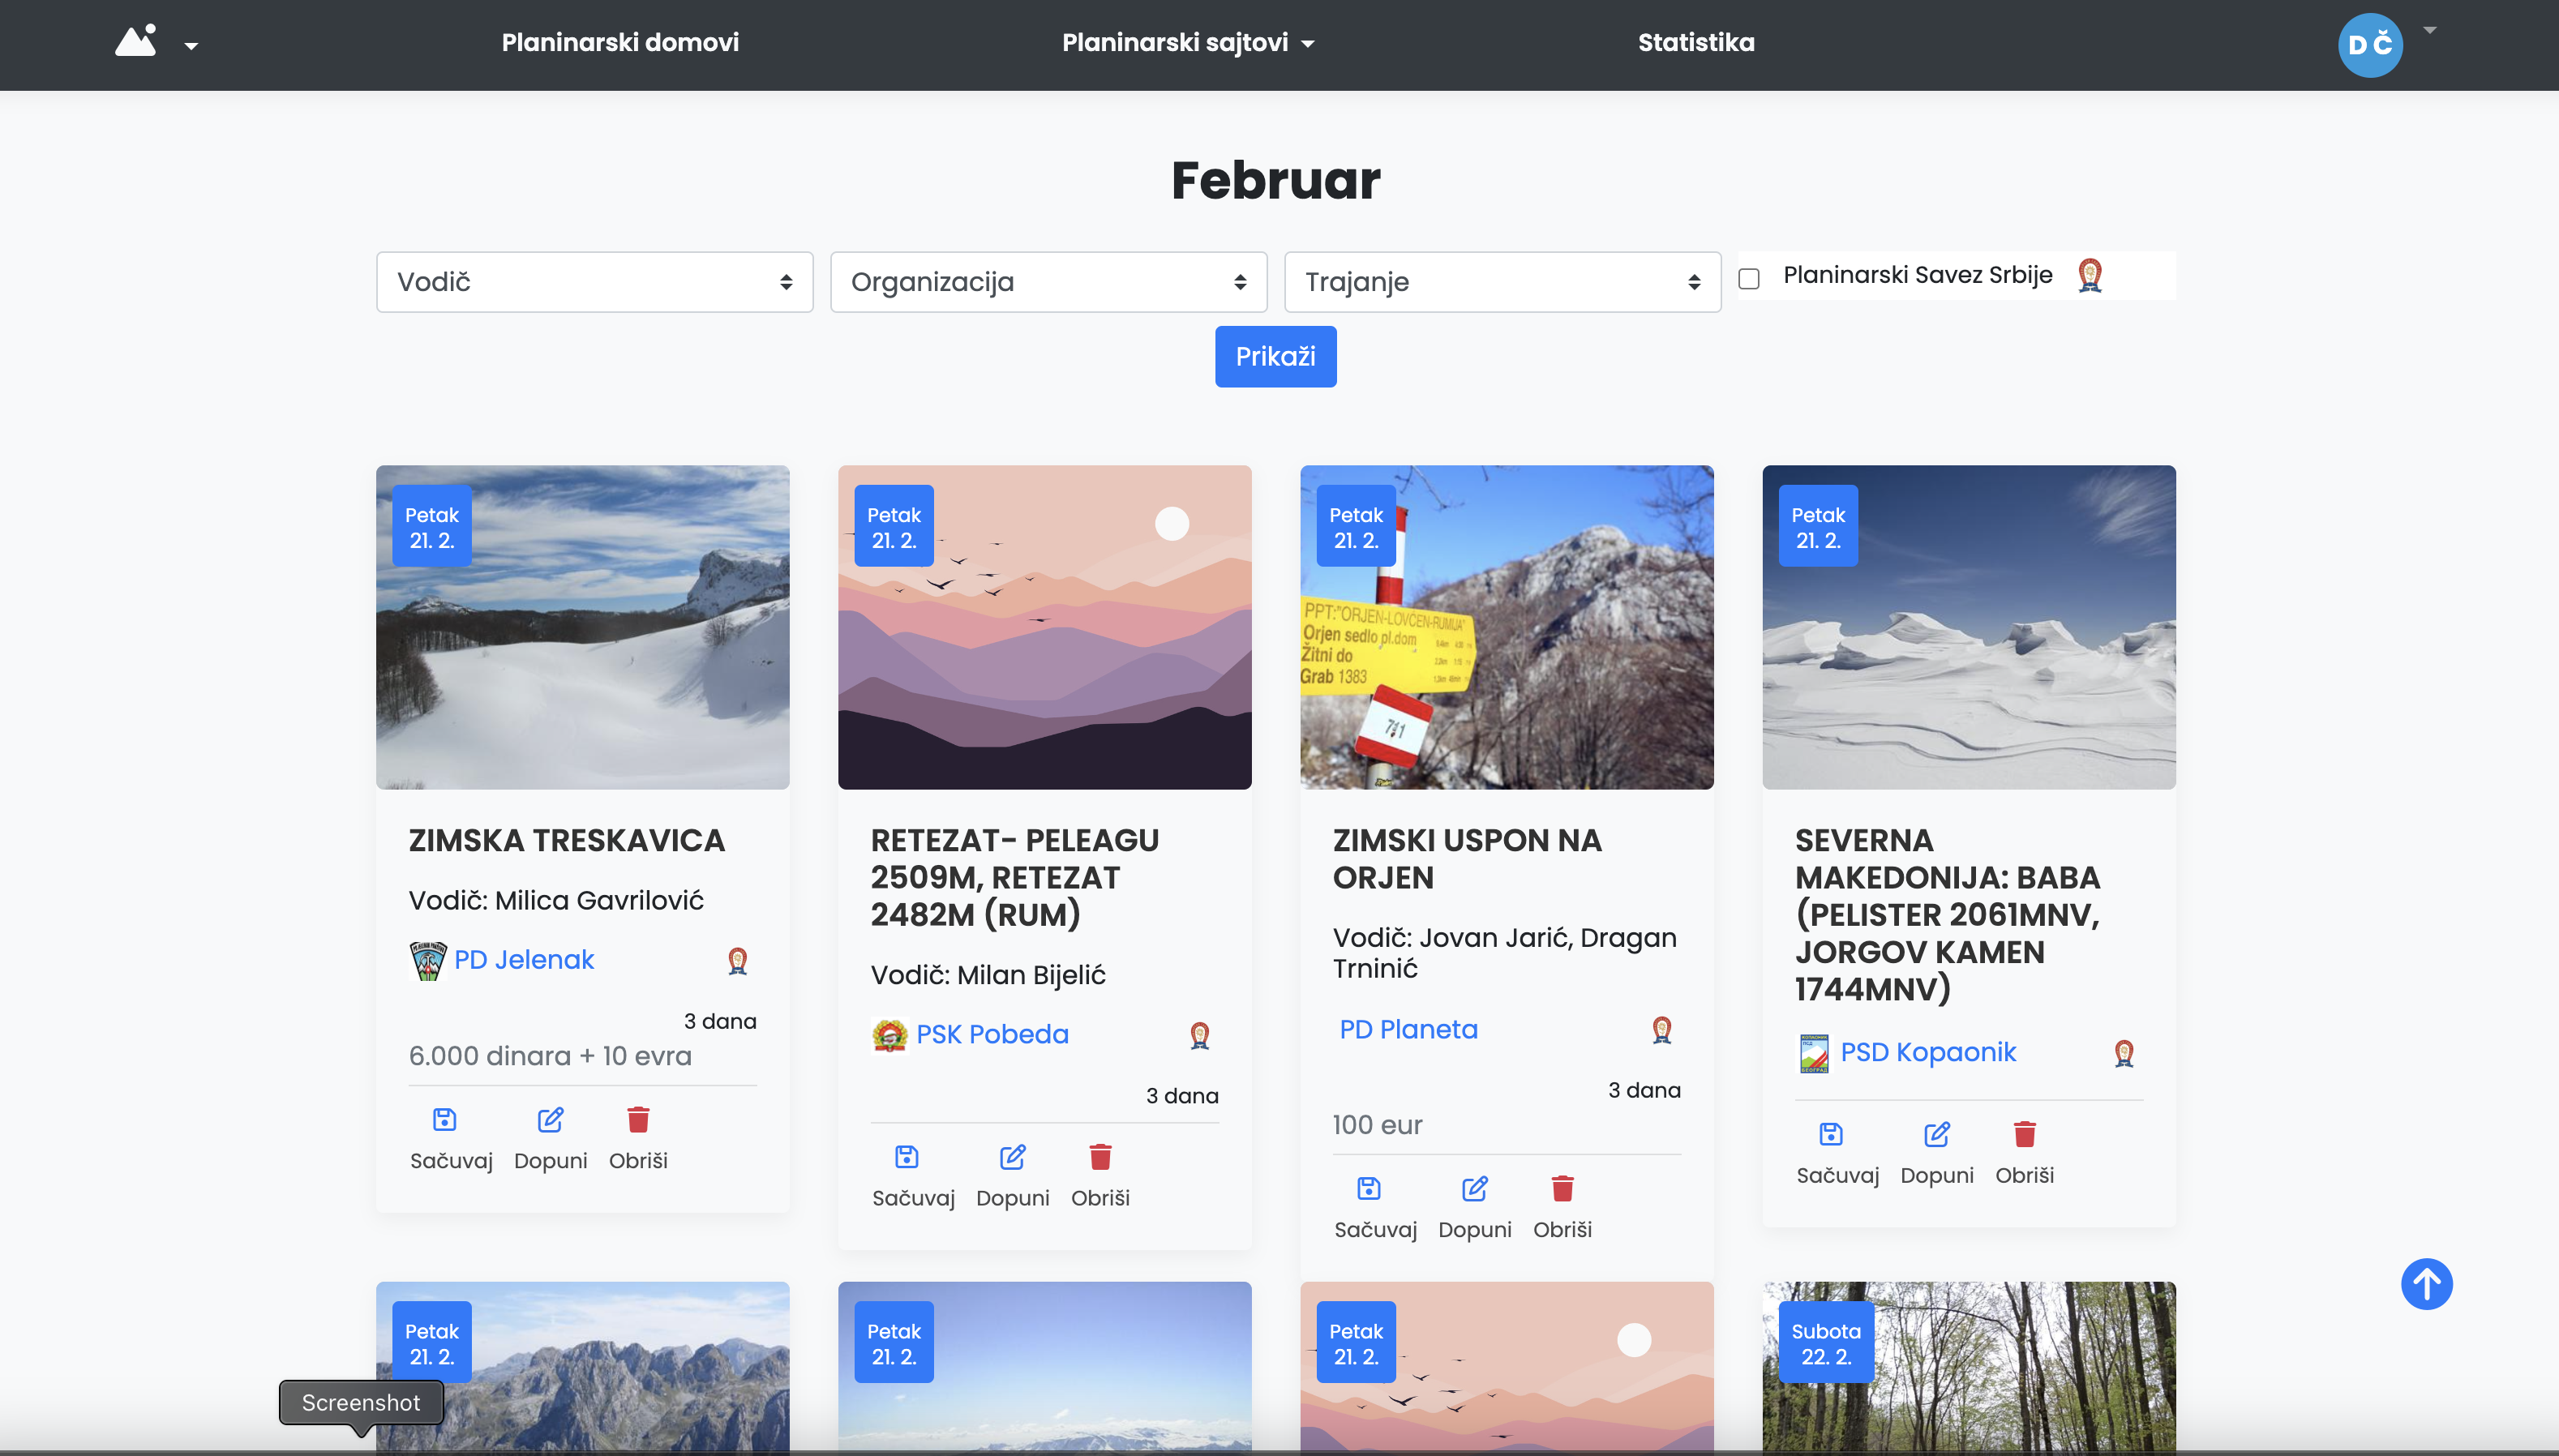 Planinarski domovi
Planinarski sajtovi
Statistika
D Č
Februar
Vodič
Organizacija
Trajanje
Planinarski Savez Srbije
Prikaži
Petak
21. 2.
ZIMSKA TRESKAVICA
Vodič: Milica Gavrilović
PD Jelenak
3 dana
6.000 dinara + 10 evra
Sačuvaj Dopuni Obriši
Petak
21. 2.
RETEZAT- PELEAGU
2509M, RETEZAT
2482M (RUM)
Vodič: Milan Bijelić
PSK Pobeda
3 dana
Sačuvaj Dopuni Obriši
Petak
21. 2.
PPT:"ORJEN-LOVĆEN-RUMIJA"
Orjen sedlo pl.dom
Žitni do
Grab 1383
ZIMSKI USPON NA
ORJEN
Vodič: Jovan Jarić, Dragan
Trninić
PD Planeta
3 dana
100 eur
Sačuvaj Dopuni Obriši
Petak
21. 2.
SEVERNA
MAKEDONIJA: BABA
(PELISTER 2061MNV,
JORGOV KAMEN
1744MNV)
PSD Kopaonik
Sačuvaj Dopuni Obriši
Petak
21. 2.
Petak
21. 2.
Petak
21. 2.
Subota
22. 2.
Screenshot